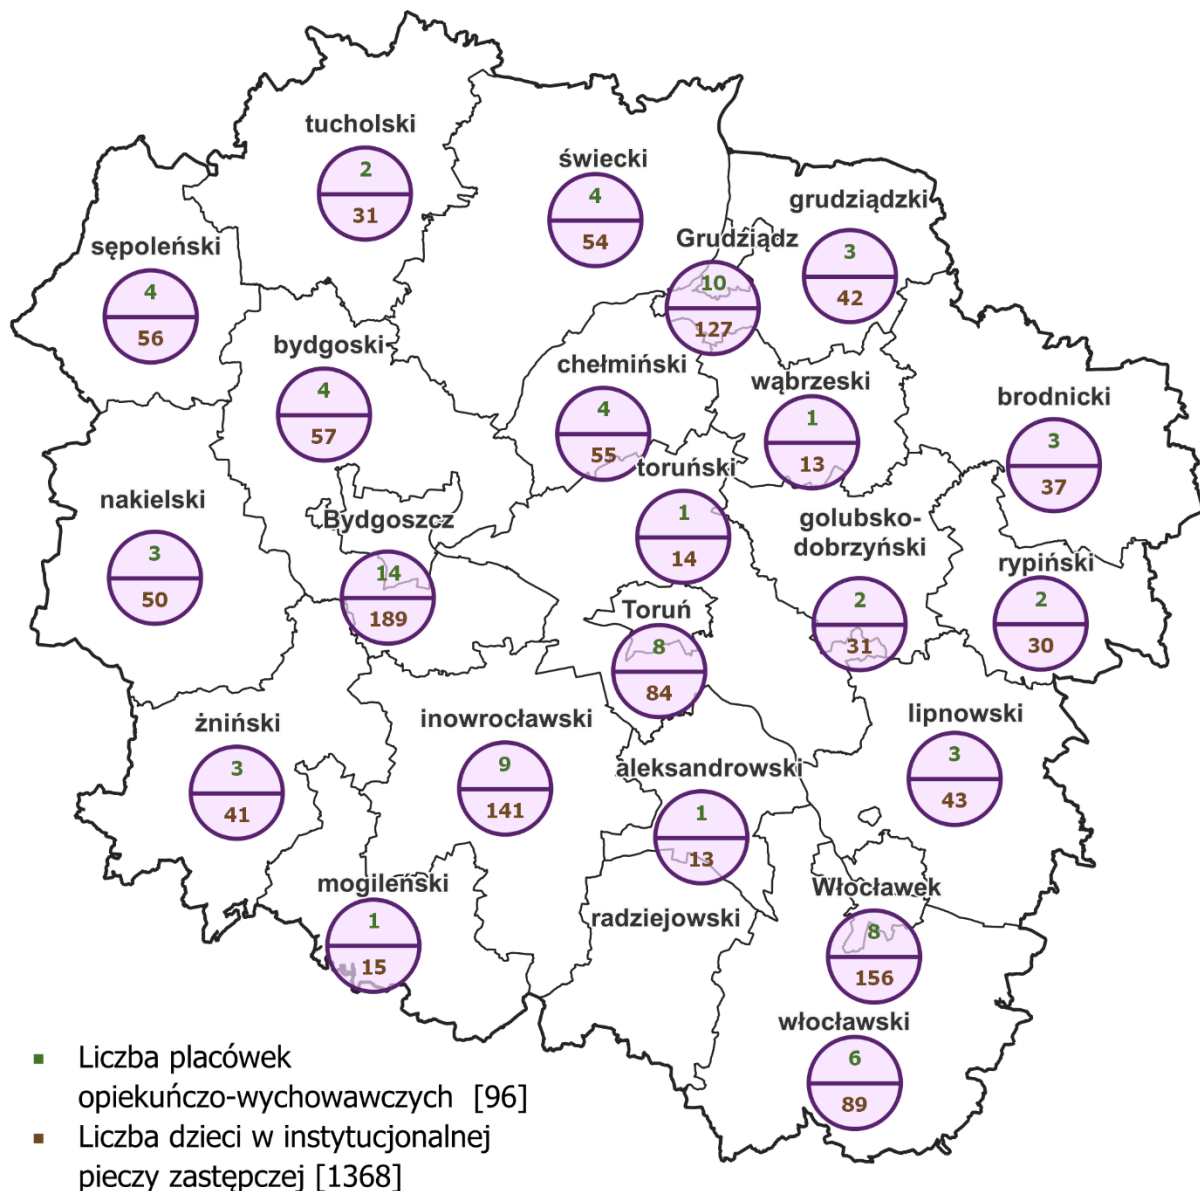 tucholski
2
31
świecki
4
54
grudziądzki
3
42
Grudziądz
10
127
sępoleński
4
56
bydgoski
4
57
chełmiński
4
55
wąbrzeski
1
13
brodnicki
3
37
toruński
1
14
nakielski
3
50
Bydgoszcz
14
189
golubsko-
dobrzyński
2
31
rypiński
2
30
Toruń
8
84
żniński
3
41
inowrocławski
9
141
lipnowski
3
43
aleksandrowski
1
13
mogileński
1
15
radziejowski
Włocławek
8
156
włocławski
6
89
Liczba placówek
opiekuńczo-wychowawczych [96]
Liczba dzieci w instytucjonalnej
pieczy zastępczej [1368]